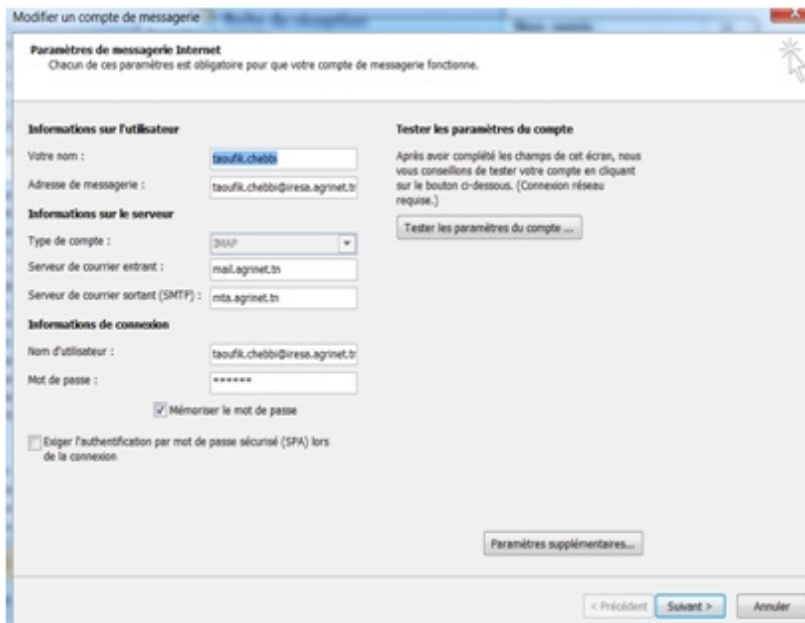 Modifier un compte de messagerie
Paramètres de messagerie Internet
Chacun de ces paramètres est obligatoire pour que votre compte de messagerie fonctionne.
Informations sur l'utilisateur
Votre nom :
taoufik.chebbi
Adresse de messagerie :
taoufik.chebbi@iresa.agrinet.tr
Informations sur le serveur
Type de compte :
IMAP
Serveur de courrier entrant :
mail.agrinet.tn
Serveur de courrier sortant (SMTP) :
mta.agrinet.tn
Informations de connexion
Nom d'utilisateur :
taoufik.chebbi@iresa.agrinet.tr
Mot de passe :
******
Mémoriser le mot de passe
Exiger l'authentification par mot de passe sécurisé (SPA) lors
de la connexion
Tester les paramètres du compte
Après avoir complété les champs de cet écran, nous
vous conseillons de tester votre compte en cliquant
sur le bouton ci-dessous. (Connexion réseau
requise.)
Tester les paramètres du compte ...
Paramètres supplémentaires...
< Précédent
Suivant >
Annuler